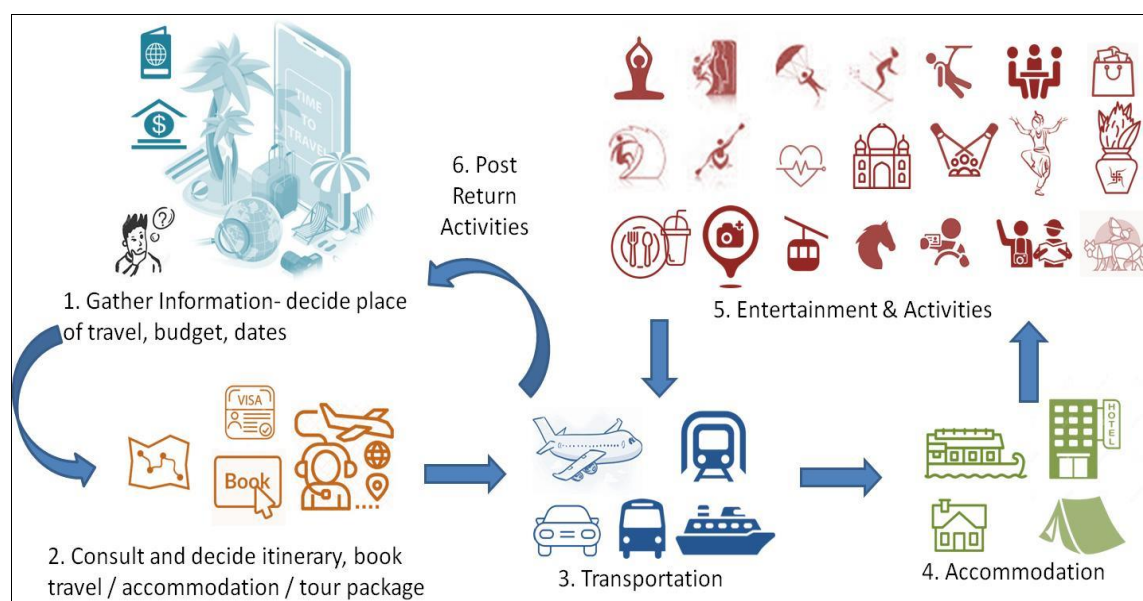 TIME
TO
TRAVEL
6. Post
Return
Activities
1. Gather Information- decide place
of travel, budget, dates
5. Entertainment & Activities
VISA
Book
HOTEL
2. Consult and decide itinerary, book
travel / accommodation / tour package
3. Transportation
4. Accommodation